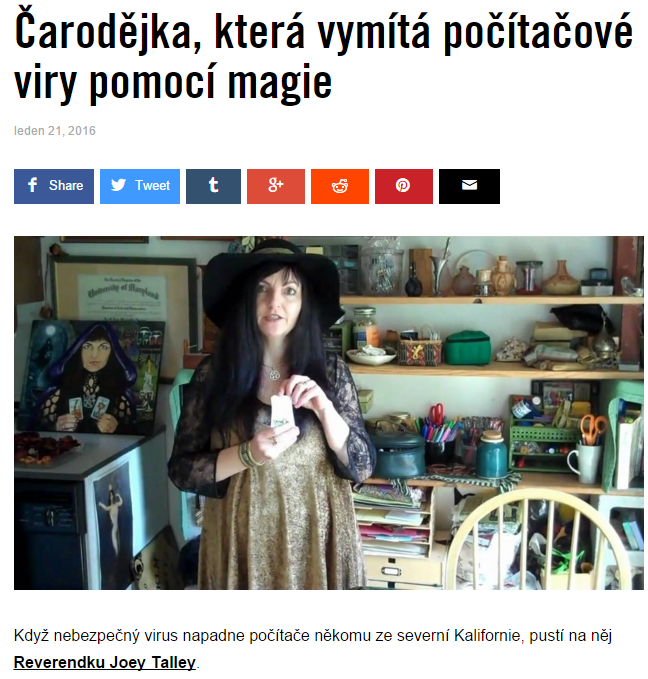 Čarodějka, která vymítá počítačové
viry pomocí magie
leden 21, 2016
f Share
Tweet
t
g+
University of Maryland
Když nebezpečný virus napadne počítače někomu ze severní Kalifornie, pustí na něj
Reverendku Joey Talley.